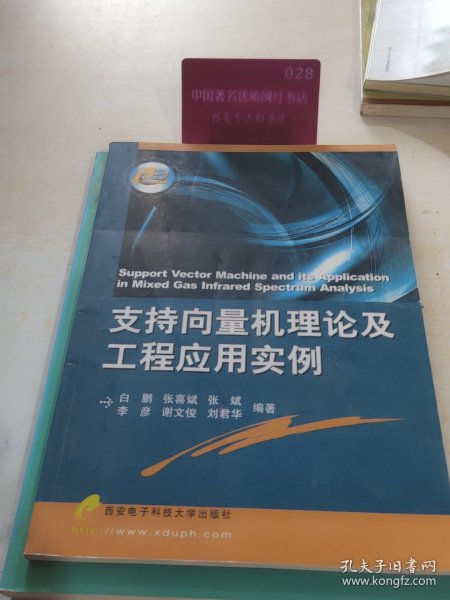 028
中国著名优质网红书店
孙先生古旧书店
Support Vector Machine and its Application
in Mixed Gas Infrared Spectrum Analysis
支持向量机理论及
工程应用实例
白 鹏 张喜斌 张 斌
李 彦 谢文俊 刘君华 编著
西安电子科技大学出版社
http://www.xduph.com
孔夫子旧书网
www.kongfz.com